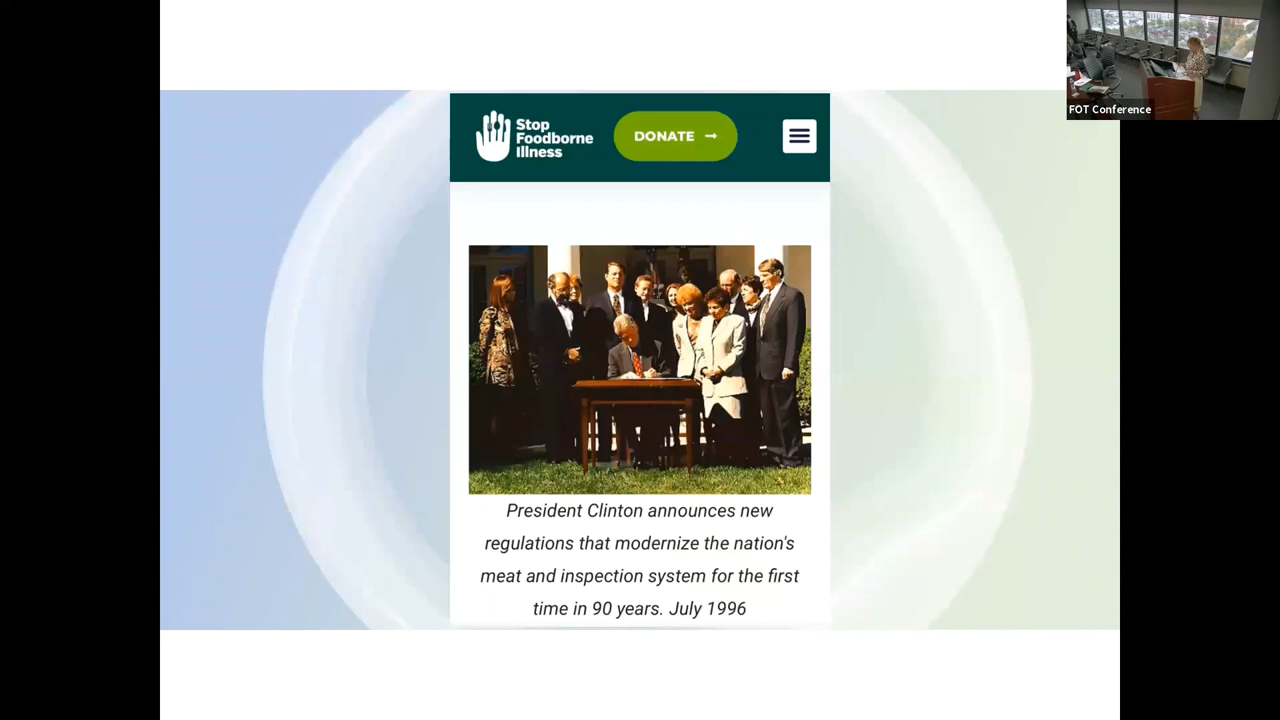 Stop
Foodborne
Illness
DONATE →
FOT Conference
President Clinton announces new
regulations that modernize the nation's
meat and inspection system for the first
time in 90 years. July 1996